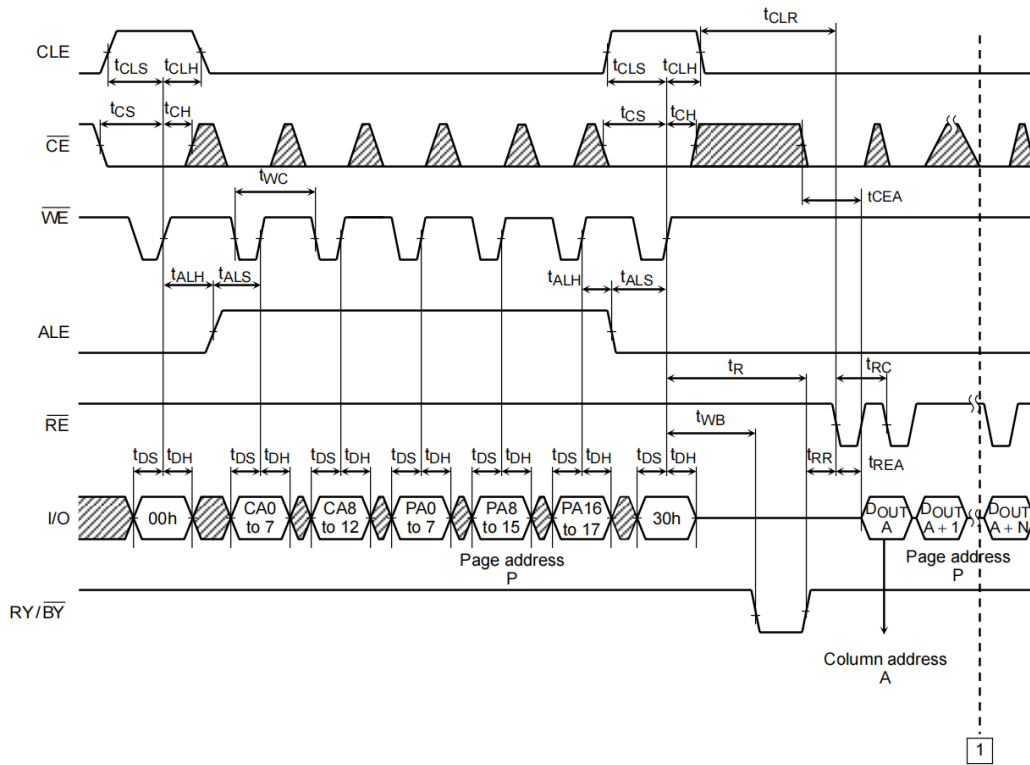 tCLR
CLE
tCLS tCLH tCLS tCLH
tCS tCH tCS tCH
CE
tWC tCEA
WE
tALH tALS tALH tALS
ALE
tR tRC
RE
tWB
tDS tDH tDS tDH tDS tDH tDS tDH tDS tDH tDS tDH tDS tDH tRR tREA
I/O 00h CA0 to 7 CA8 to 12 PA0 to 7 PA8 to 15 PA16 to 17 30h DOUT A DOUT A + 1 DOUT A + N
Page address P
Page address P
RY/BY
Column address
A
1